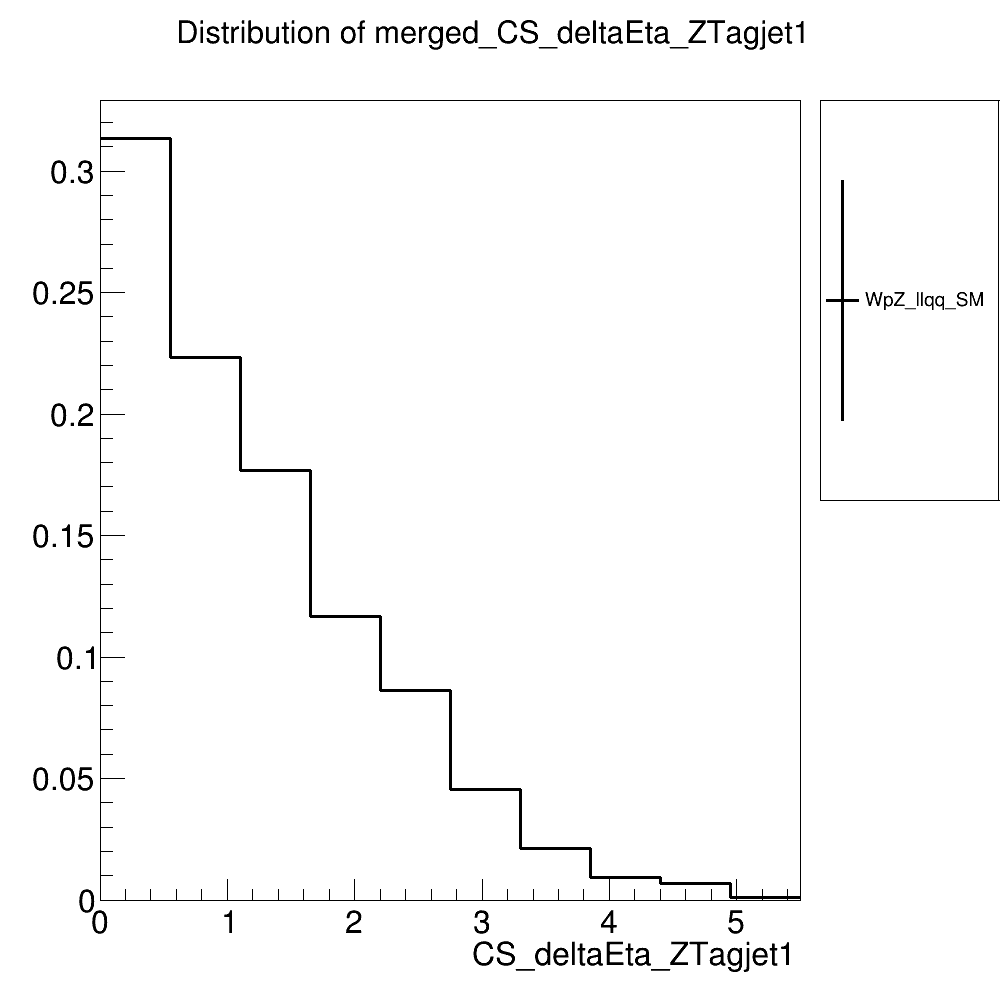 Distribution of merged_CS_deltaEta_ZTagjet1
0.3
0.25
0.2
0.15
0.1
0.05
0
0 1 2 3 4 5
CS_deltaEta_ZTagjet1
WpZ_llqq_SM